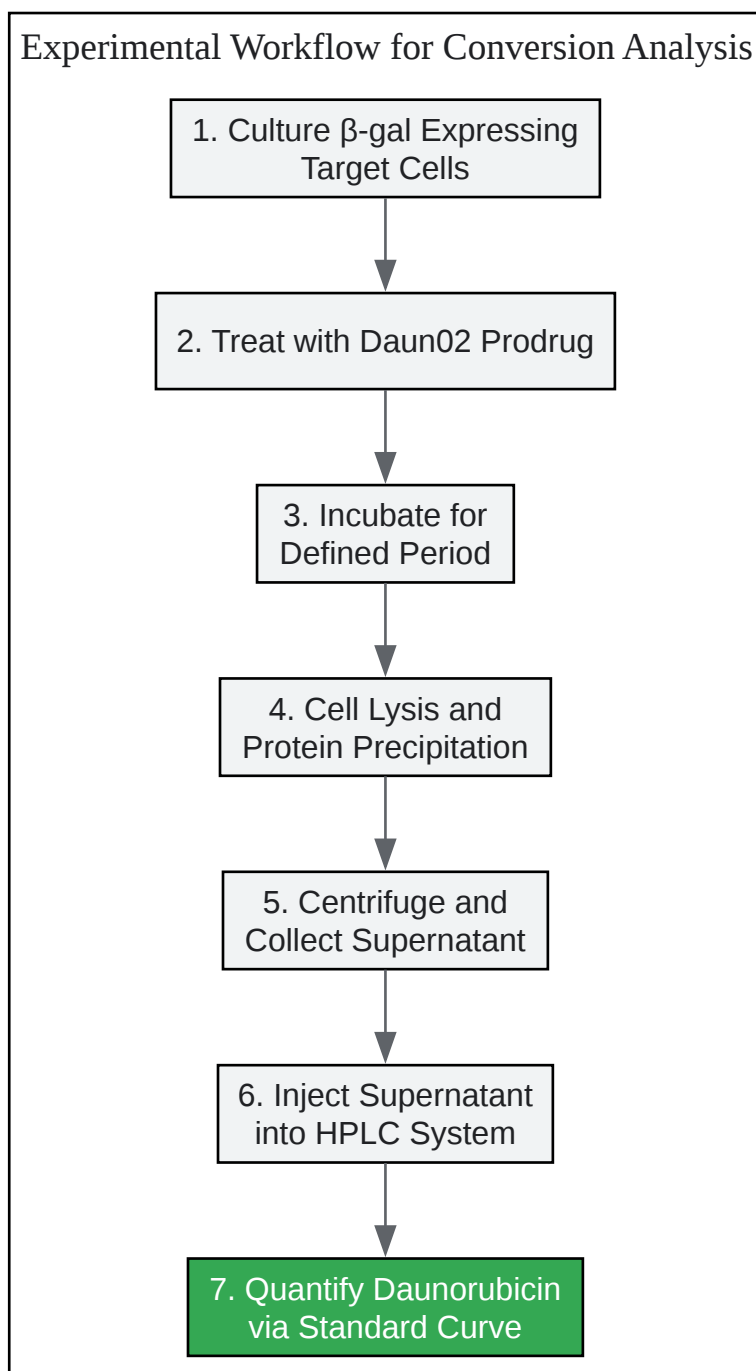 Experimental Workflow for Conversion Analysis
1. Culture β-gal Expressing
Target Cells
2. Treat with Daun02 Prodrug
3. Incubate for
Defined Period
4. Cell Lysis and
Protein Precipitation
5. Centrifuge and
Collect Supernatant
6. Inject Supernatant
into HPLC System
7. Quantify Daunorubicin
via Standard Curve